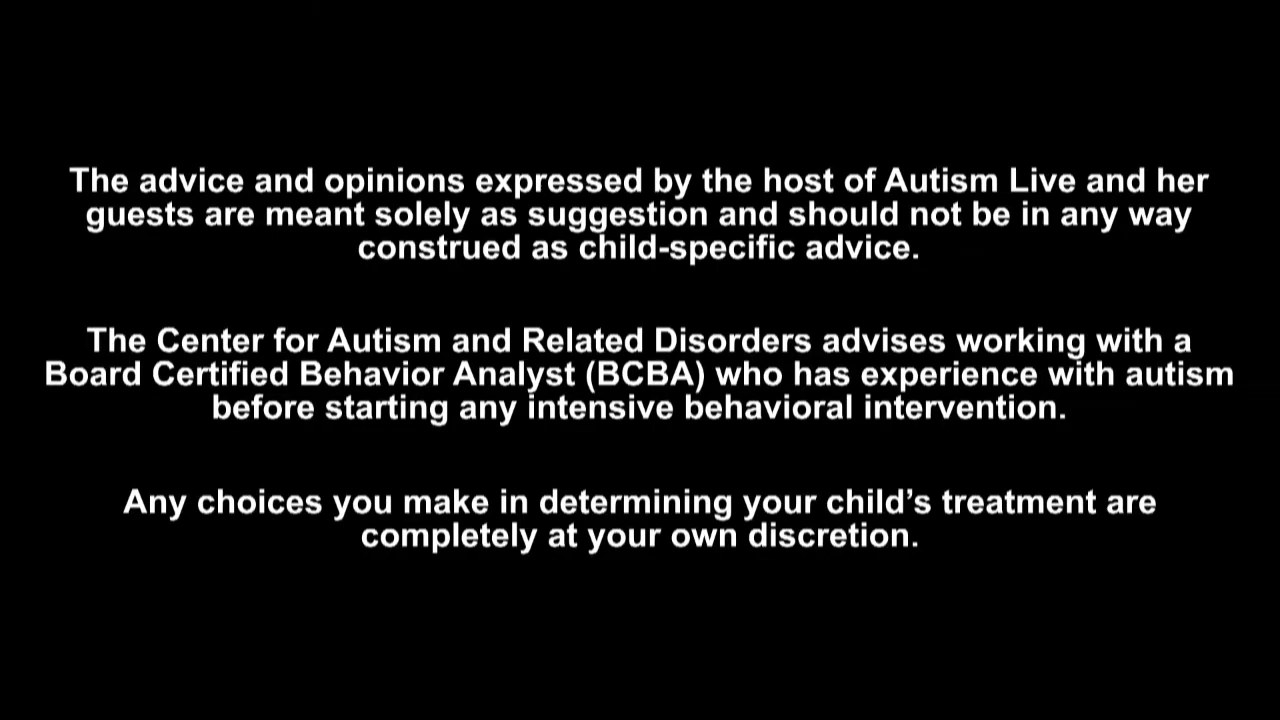 The advice and opinions expressed by the host of Autism Live and her
guests are meant solely as suggestion and should not be in any way
construed as child-specific advice.
The Center for Autism and Related Disorders advises working with a
Board Certified Behavior Analyst (BCBA) who has experience with autism
before starting any intensive behavioral intervention.
Any choices you make in determining your child’s treatment are
completely at your own discretion.